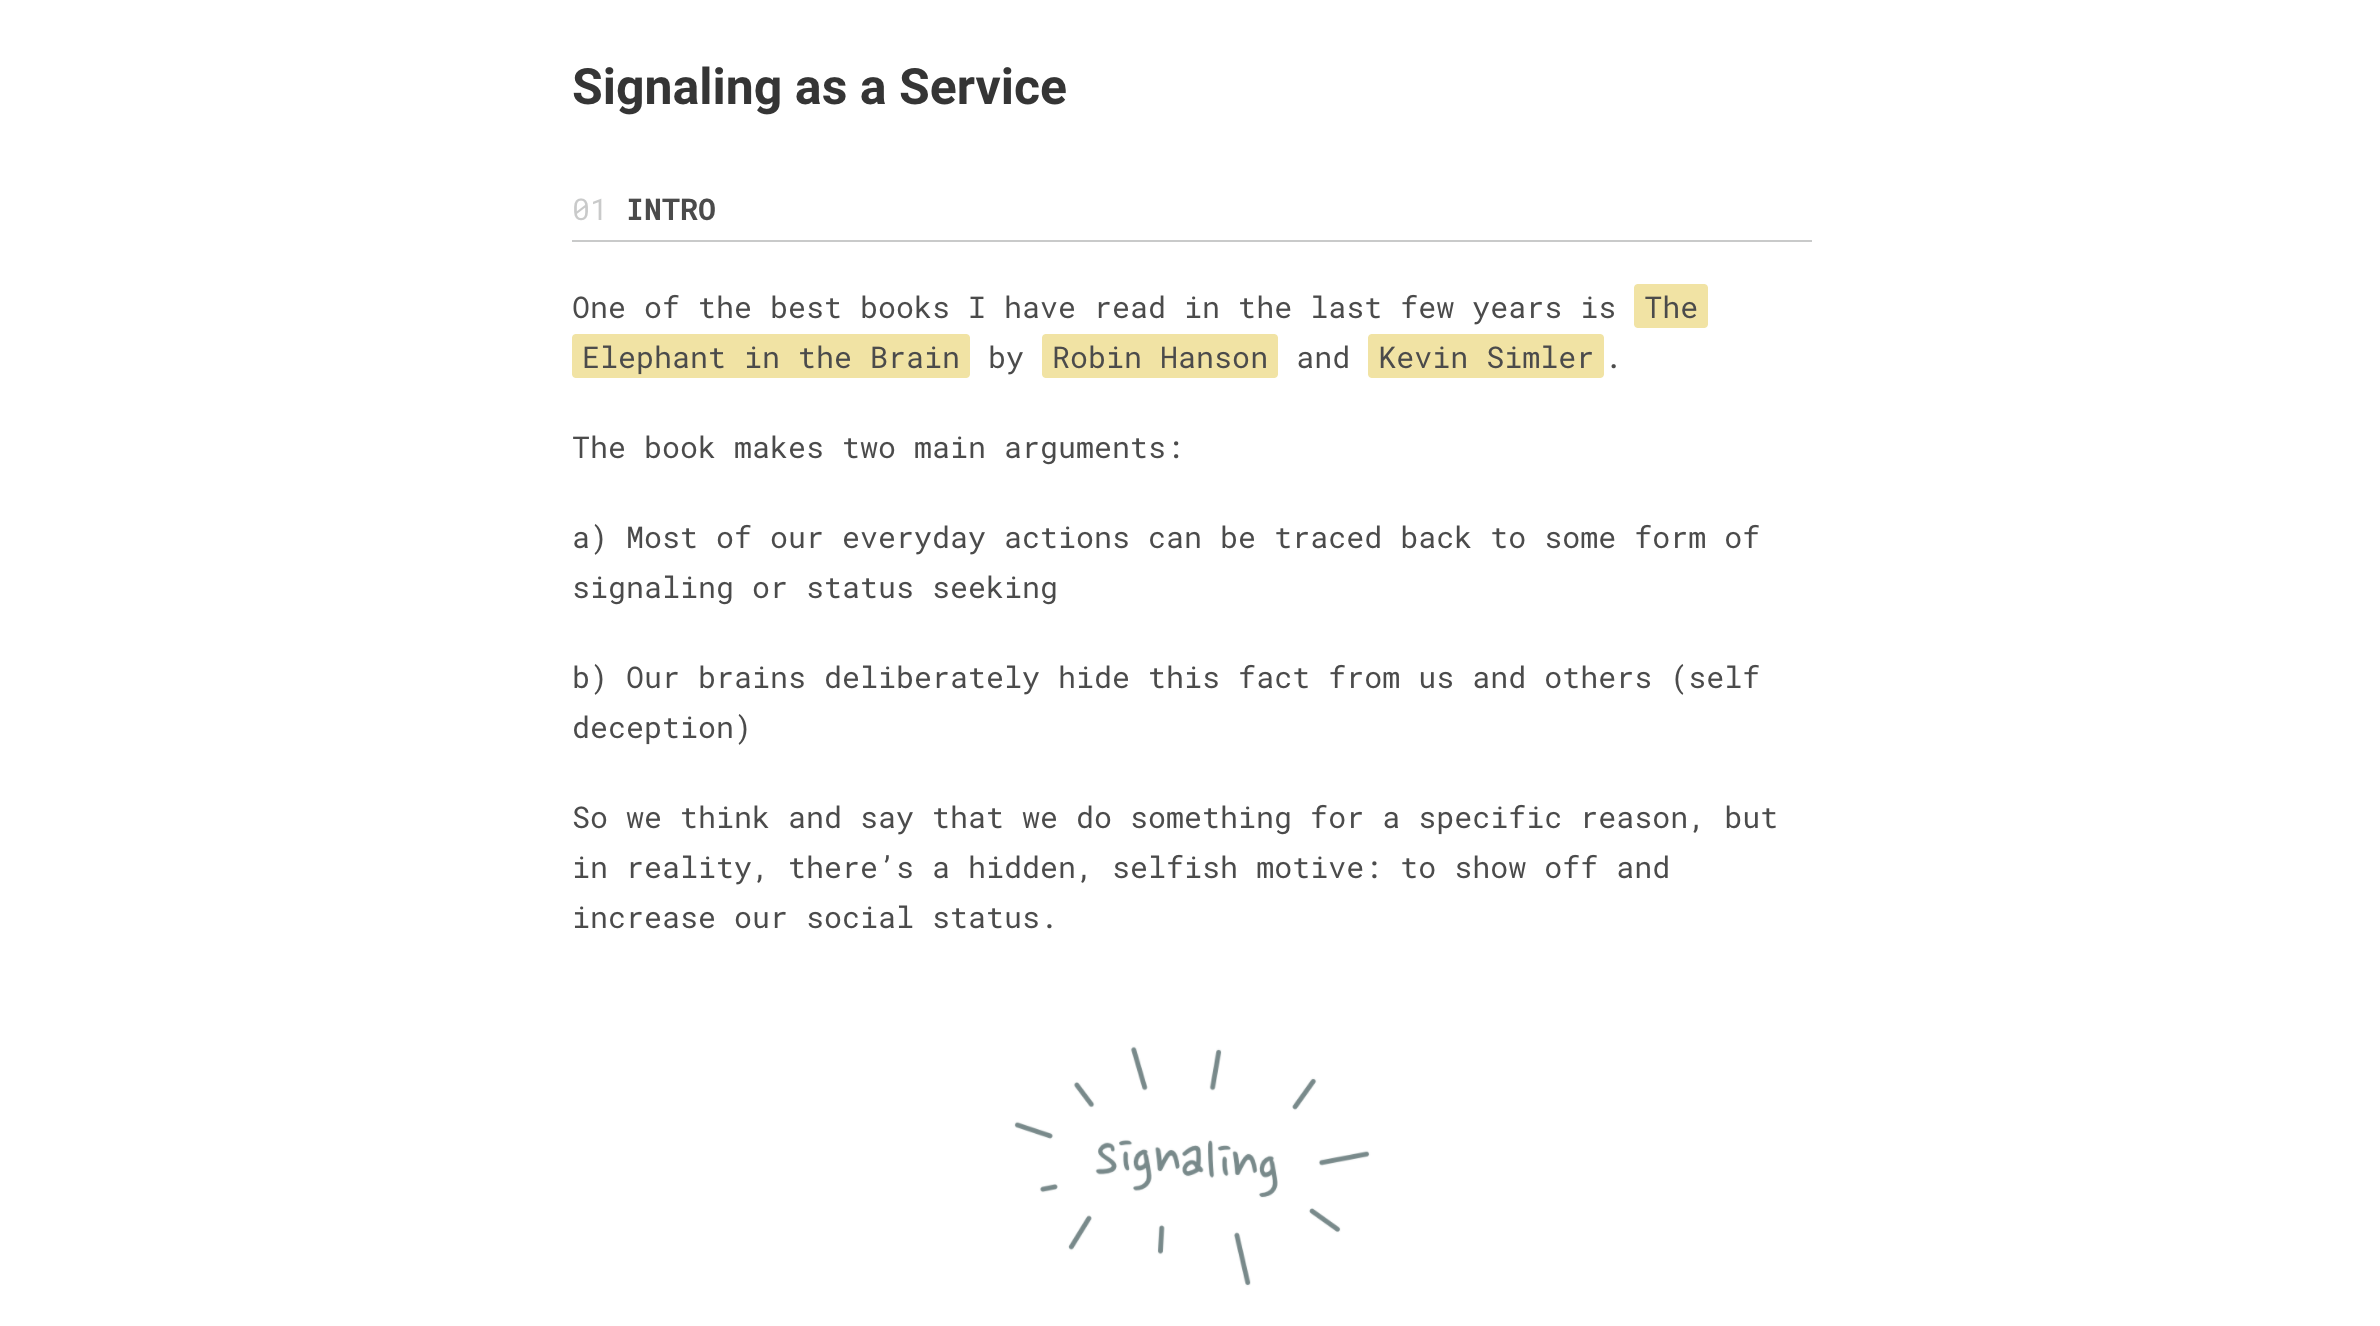 Signaling as a Service
01 INTRO
One of the best books I have read in the last few years is The
Elephant in the Brain by Robin Hanson and Kevin Simler.
The book makes two main arguments:
a) Most of our everyday actions can be traced back to some form of
signaling or status seeking
b) Our brains deliberately hide this fact from us and others (self
deception)
So we think and say that we do something for a specific reason, but
in reality, there’s a hidden, selfish motive: to show off and
increase our social status.
signaling